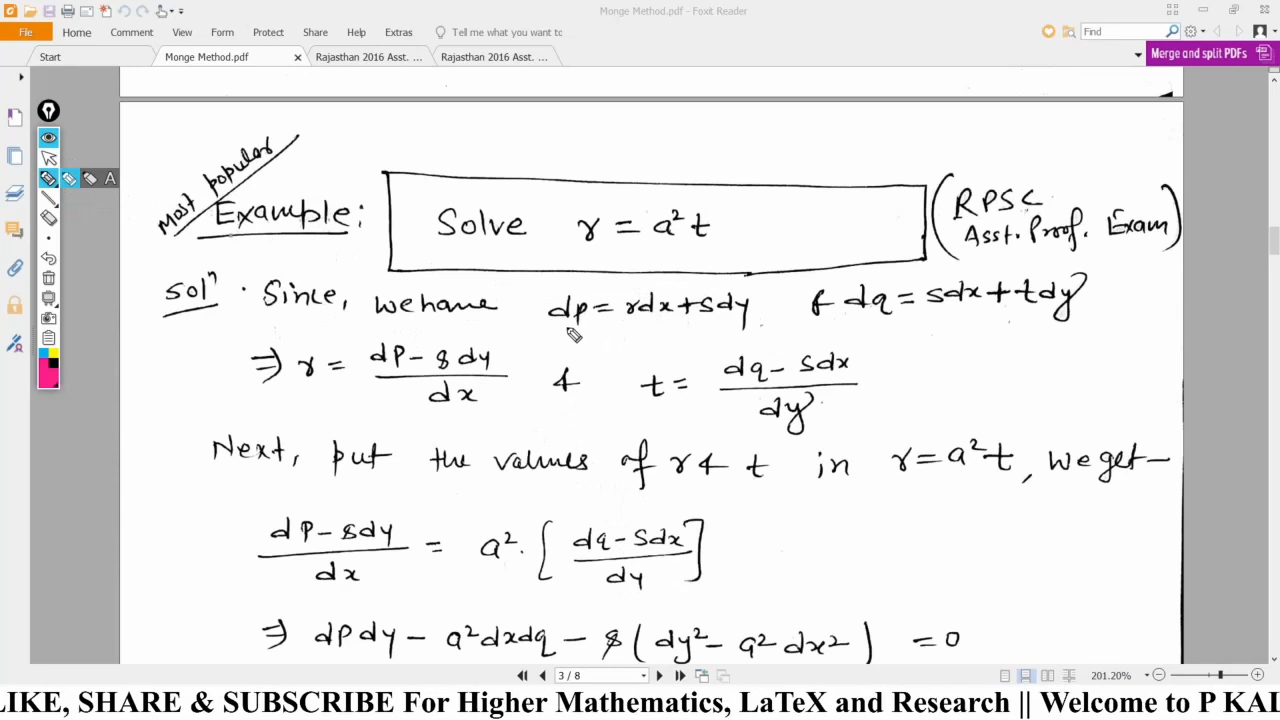 Monge Method.pdf - Foxit Reader
File Home Comment View Form Protect Share Help Extras Tell me what you want tc Find
Start Monge Method.pdf × Rajasthan 2016 Asst. ... Rajasthan 2016 Asst. ... Merge and split PDFs
Most popular
Example: Solve r = a²t (RPSC Asst. Prof. Exam)
Solⁿ. Since, we have dp = rdx + sdy & dq = sdx + tdy
⇒ r = (dp - sdy)/dx & t = (dq - sdx)/dy
Next, put the values of r & t in r = a²t, we get-
(dp - sdy)/dx = a². [(dq - sdx)/dy]
⇒ dpdy - a²dxdq - s(dy² - a²dx²) = 0
A
3 / 8 201.20%
LIKE, SHARE & SUBSCRIBE For Higher Mathematics, LaTeX and Research || Welcome to P KAL